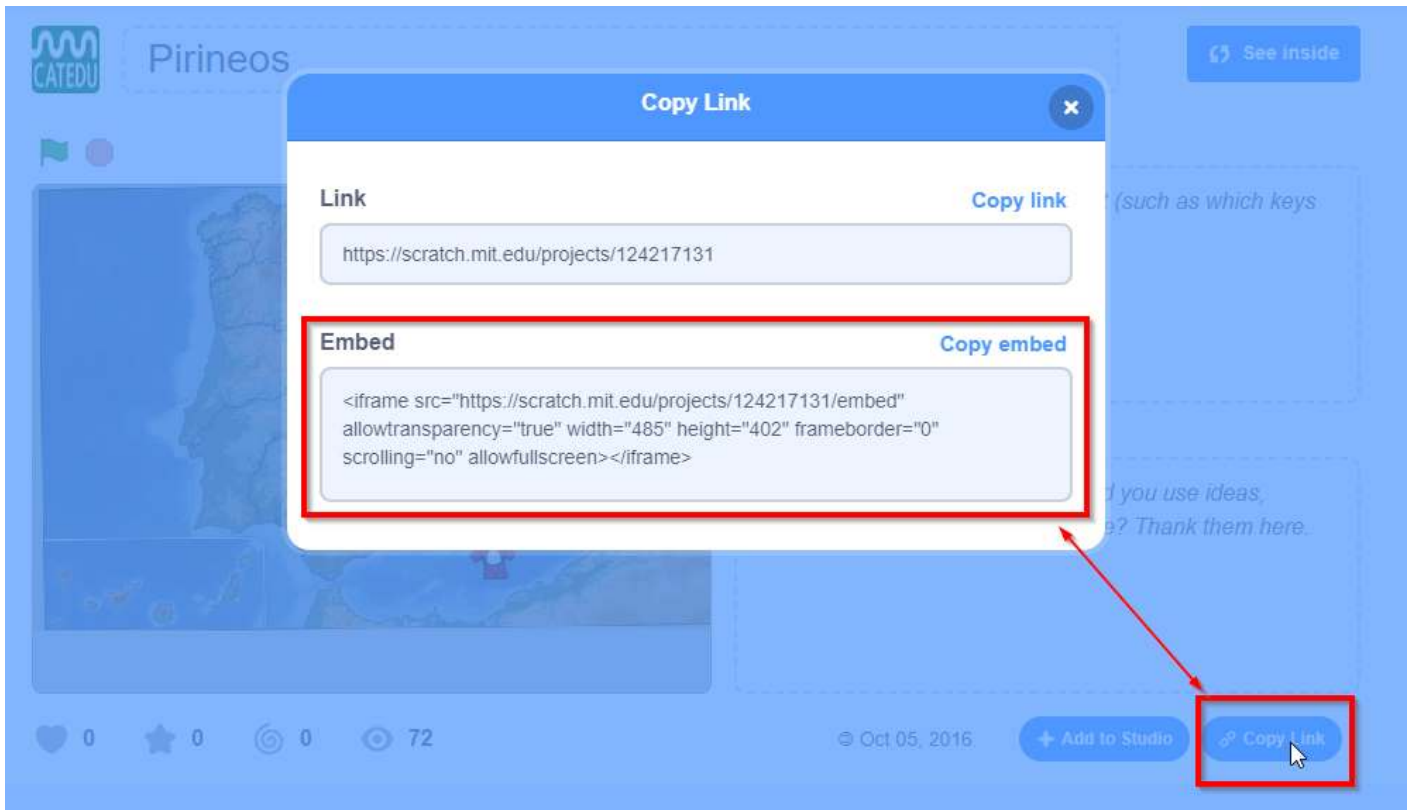 CATEDU
Pirineos
See inside
Copy Link
Link
Copy link
(such as which keys
https://scratch.mit.edu/projects/124217131
Embed
Copy embed
<iframe src="https://scratch.mit.edu/projects/124217131/embed"
allowtransparency="true" width="485" height="402" frameborder="0"
scrolling="no" allowfullscreen></iframe>
you use ideas,
? Thank them here.
0
0
0
72
Oct 05, 2016
Add to Studio
Copy Link